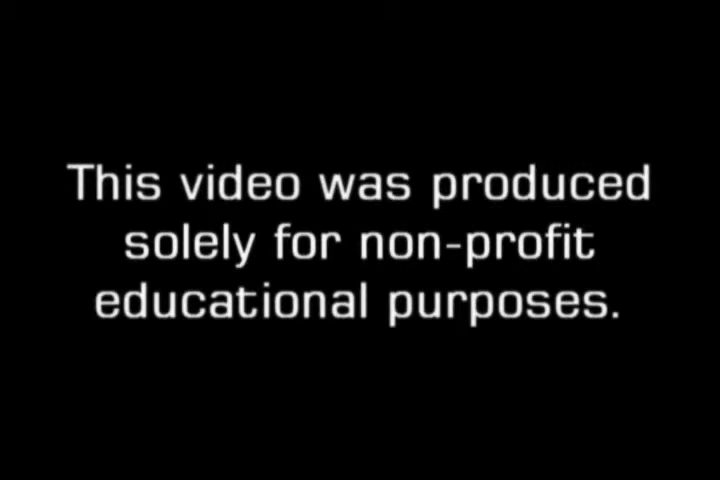 This video was produced
solely for non-profit
educational purposes.